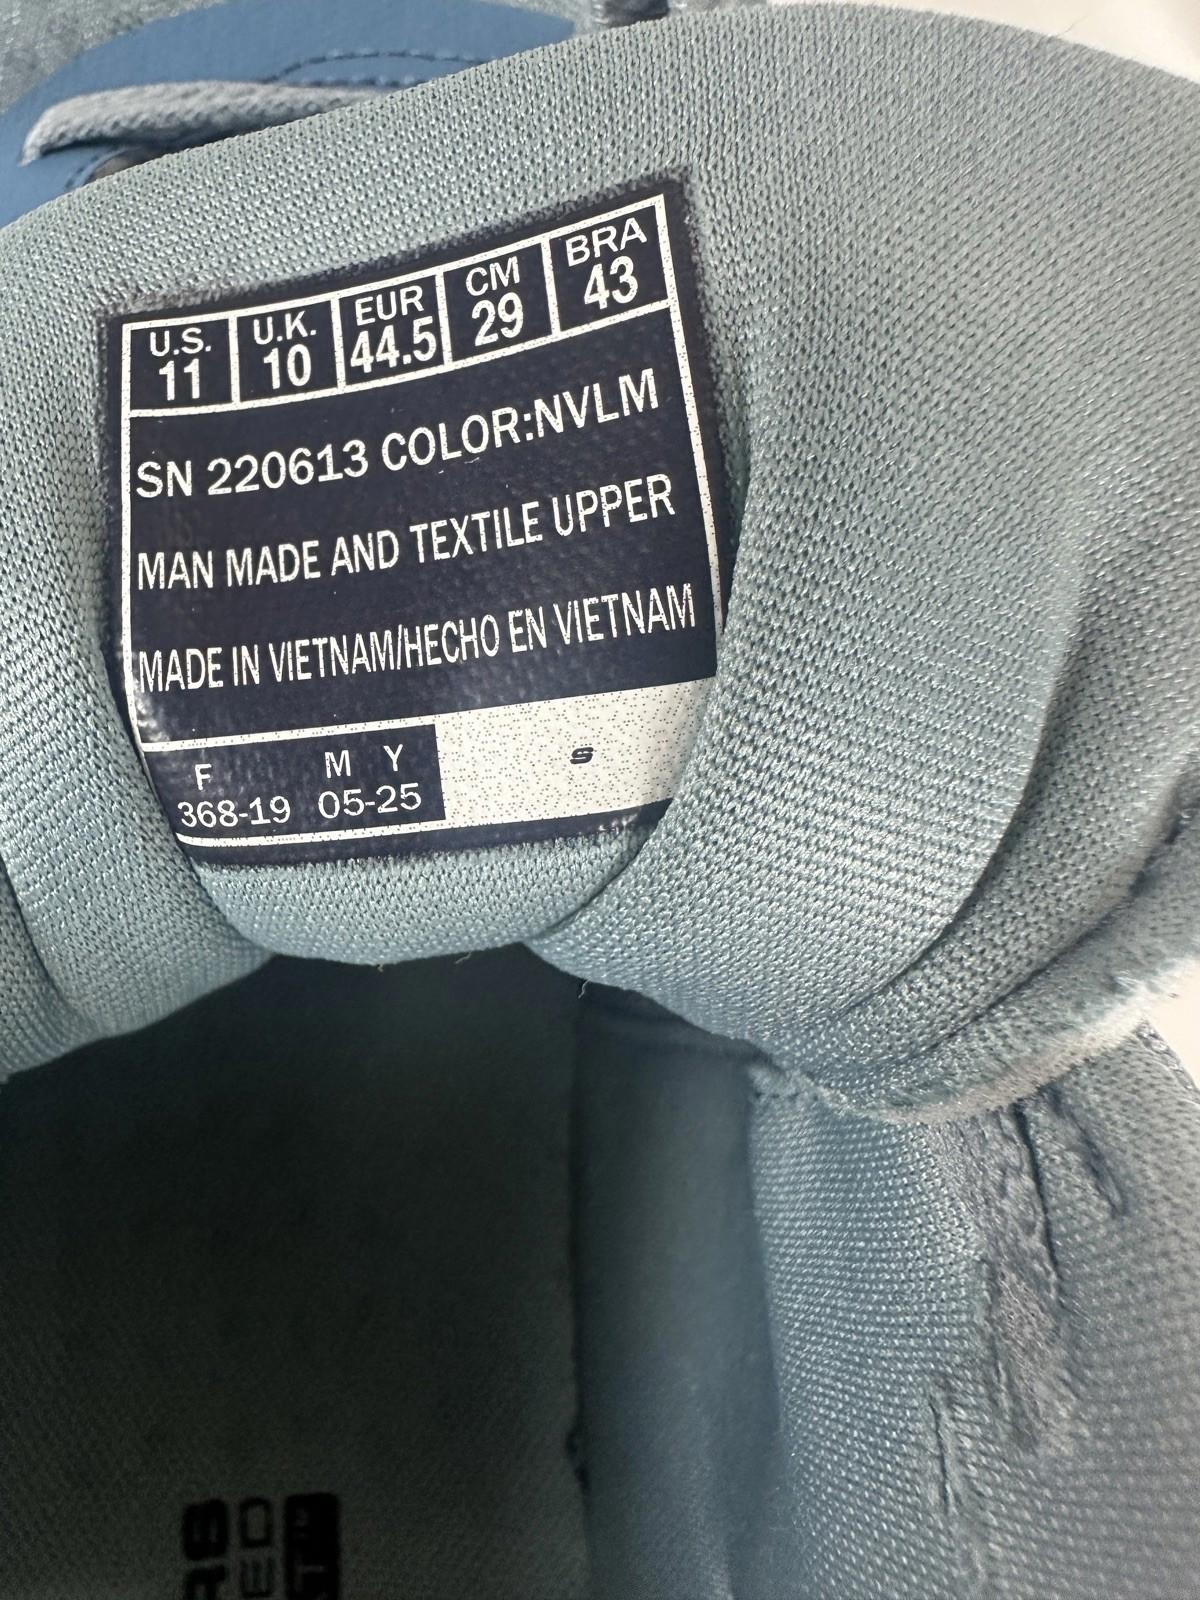 U.S. U.K. EUR CM BRA
11 10 44.5 29 43
SN 220613 COLOR:NVLM
MAN MADE AND TEXTILE UPPER
MADE IN VIETNAM/HECHO EN VIETNAM
F M Y
368-19 05-25
S